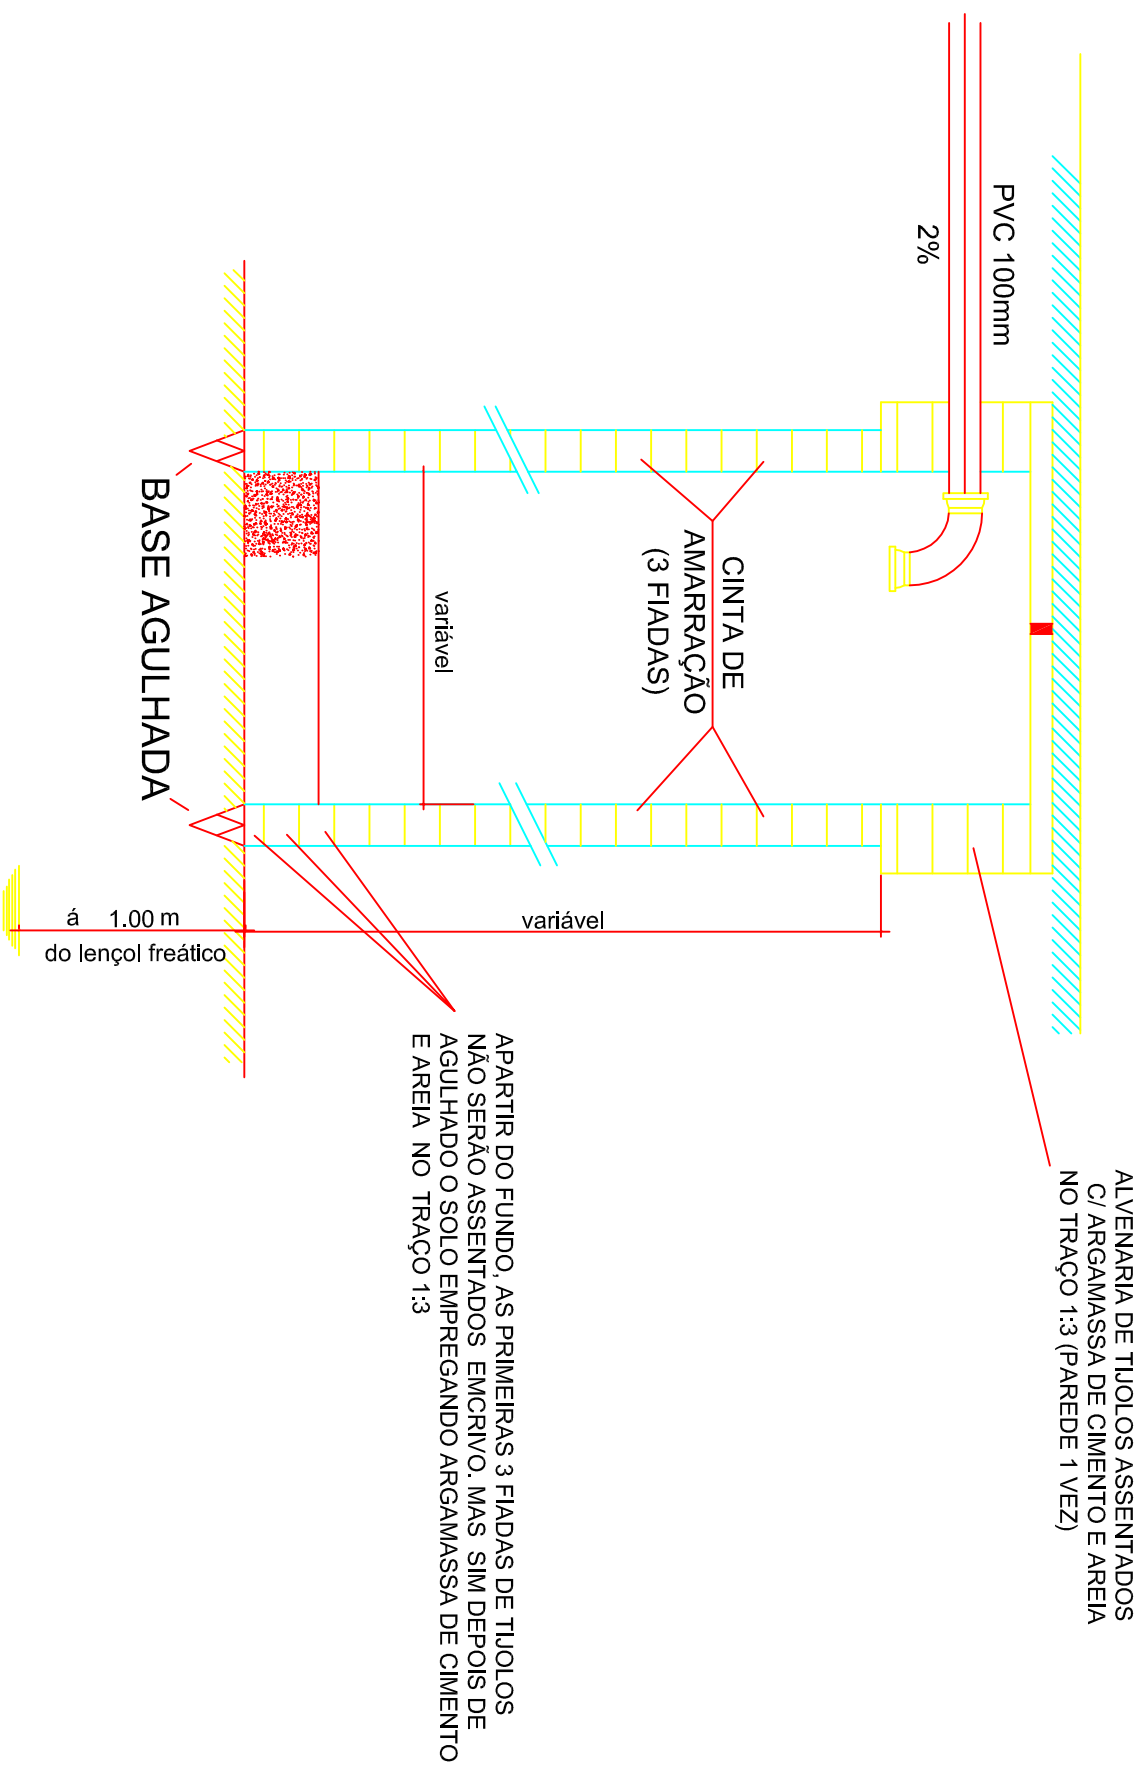 PVC 100mm
2%
ALVENARIA DE TIJOLOS ASSENTADOS
C/ ARGAMASSA DE CIMENTO E AREIA
NO TRAÇO 1:3 (PAREDE 1 VEZ)
CINTA DE
AMARRAÇÃO
(3 FIADAS)
variável
variável
APARTIR DO FUNDO, AS PRIMEIRAS 3 FIADAS DE TIJOLOS
NÃO SERÃO ASSENTADOS EMCRIVO. MAS SIM DEPOIS DE
AGULHADO O SOLO EMPREGANDO ARGAMASSA DE CIMENTO
E AREIA NO TRAÇO 1:3
BASE AGULHADA
á 1.00 m
do lençol freático